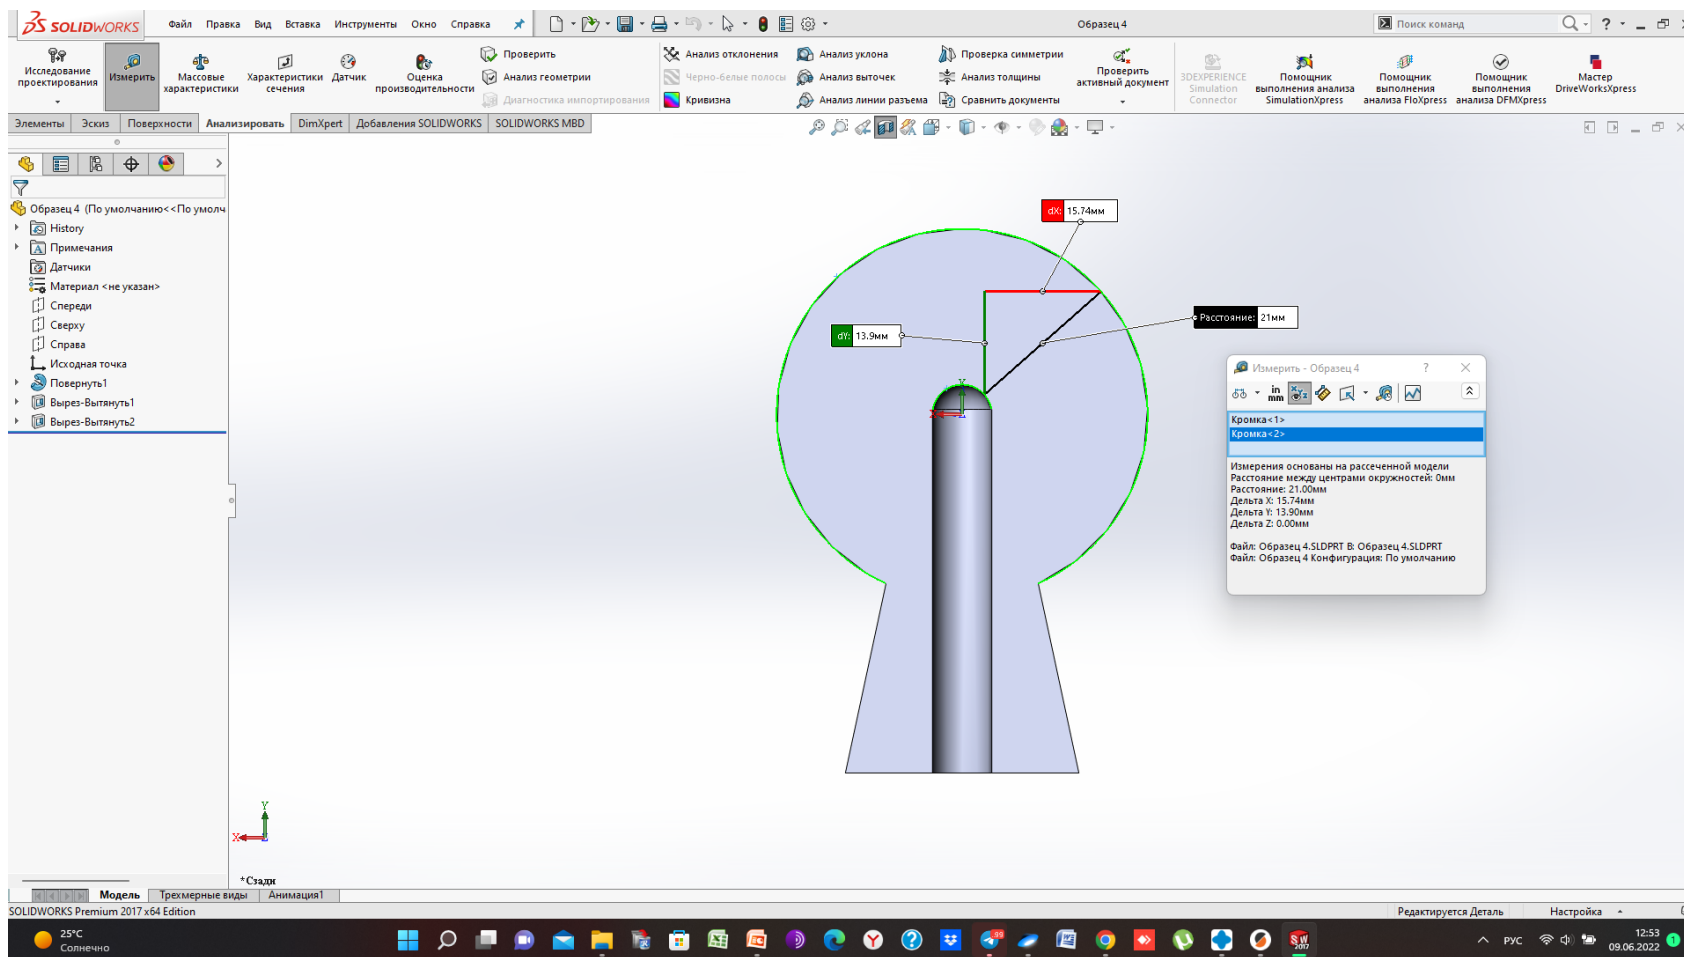 SOLIDWORKS
Файл Правка Вид Вставка Инструменты Окно Справка
Образец 4
Поиск команд
Исследование проектирования
Измерить
Массовые характеристики
Характеристики сечения
Датчик
Оценка производительности
Проверить
Анализ геометрии
Диагностика импортирования
Анализ отклонения
Черно-белые полосы
Кривизна
Анализ уклона
Анализ выточек
Анализ линии разъема
Проверка симметрии
Анализ толщины
Сравнить документы
Проверить активный документ
3DEXPERIENCE Simulation Connector
Помощник выполнения анализа SimulationXpress
Помощник выполнения анализа FloXpress
Помощник выполнения анализа DFMXpress
Мастер DriveWorksXpress
Элементы Эскиз Поверхности Анализировать DimXpert Добавления SOLIDWORKS SOLIDWORKS MBD
Образец 4 (По умолчанию<<По умолч
History
Примечания
Датчики
Материал <не указан>
Спереди
Сверху
Справа
Исходная точка
Повернуть1
Вырез-Вытянуть1
Вырез-Вытянуть2
dX: 15.74мм
Расстояние: 21мм
dY: 13.9мм
Измерить - Образец 4
in
mm
Кромка<1>
Кромка<2>
Измерения основаны на рассеченной модели
Расстояние между центрами окружностей: 0мм
Расстояние: 21.00мм
Дельта X: 15.74мм
Дельта Y: 13.90мм
Дельта Z: 0.00мм
Файл: Образец 4.SLDPRT В: Образец 4.SLDPRT
Файл: Образец 4 Конфигурация: По умолчанию
Y
X
*Сзади
Модель Трехмерные виды Анимация1
SOLIDWORKS Premium 2017 x64 Edition
Редактируется Деталь
Настройка
25°C
Солнечно
РУС
12:53
09.06.2022
1